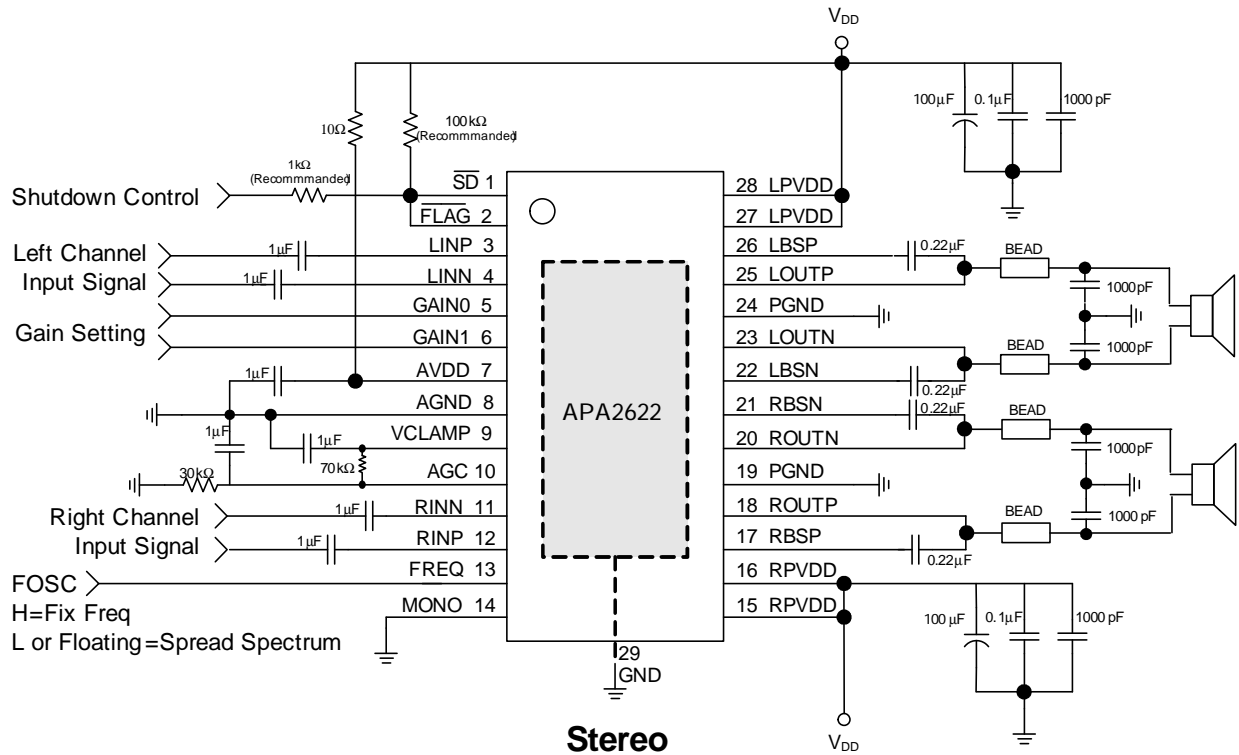 VDD
100µF
0.1µF
1000 pF
10Ω
100kΩ
(Recommmanded)
1kΩ
(Recommmanded)
Shutdown Control
SD 1
FLAG 2
Left Channel
Input Signal
1µF
LINP 3
1µF
LINN 4
Gain Setting
GAIN0 5
GAIN1 6
1µF
AVDD 7
AGND 8
1µF
1µF
VCLAMP 9
70kΩ
30kΩ
AGC 10
Right Channel
Input Signal
1µF
RINN 11
1µF
RINP 12
FOSC
H=Fix Freq
L or Floating=Spread Spectrum
FREQ 13
MONO 14
APA2622
29
GND
28 LPVDD
27 LPVDD
26 LBSP
0.22µF
25 LOUTP
BEAD
1000pF
24 PGND
23 LOUTN
BEAD
1000pF
22 LBSN
0.22µF
21 RBSN
0.22µF
20 ROUTN
BEAD
1000pF
19 PGND
18 ROUTP
BEAD
1000 pF
17 RBSP
0.22µF
16 RPVDD
15 RPVDD
100 µF
0.1µF
1000 pF
VDD
Stereo